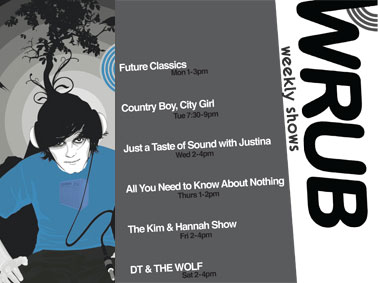 Future Classics
Mon 1-3pm
Country Boy, City Girl
Tue 7:30-9pm
Just a Taste of Sound with Justina
Wed 2-4pm
All You Need to Know About Nothing
Thurs 1-2pm
The Kim & Hannah Show
Fri 2-4pm
DT & THE WOLF
Sat 2-4pm
WRUB
weekly shows